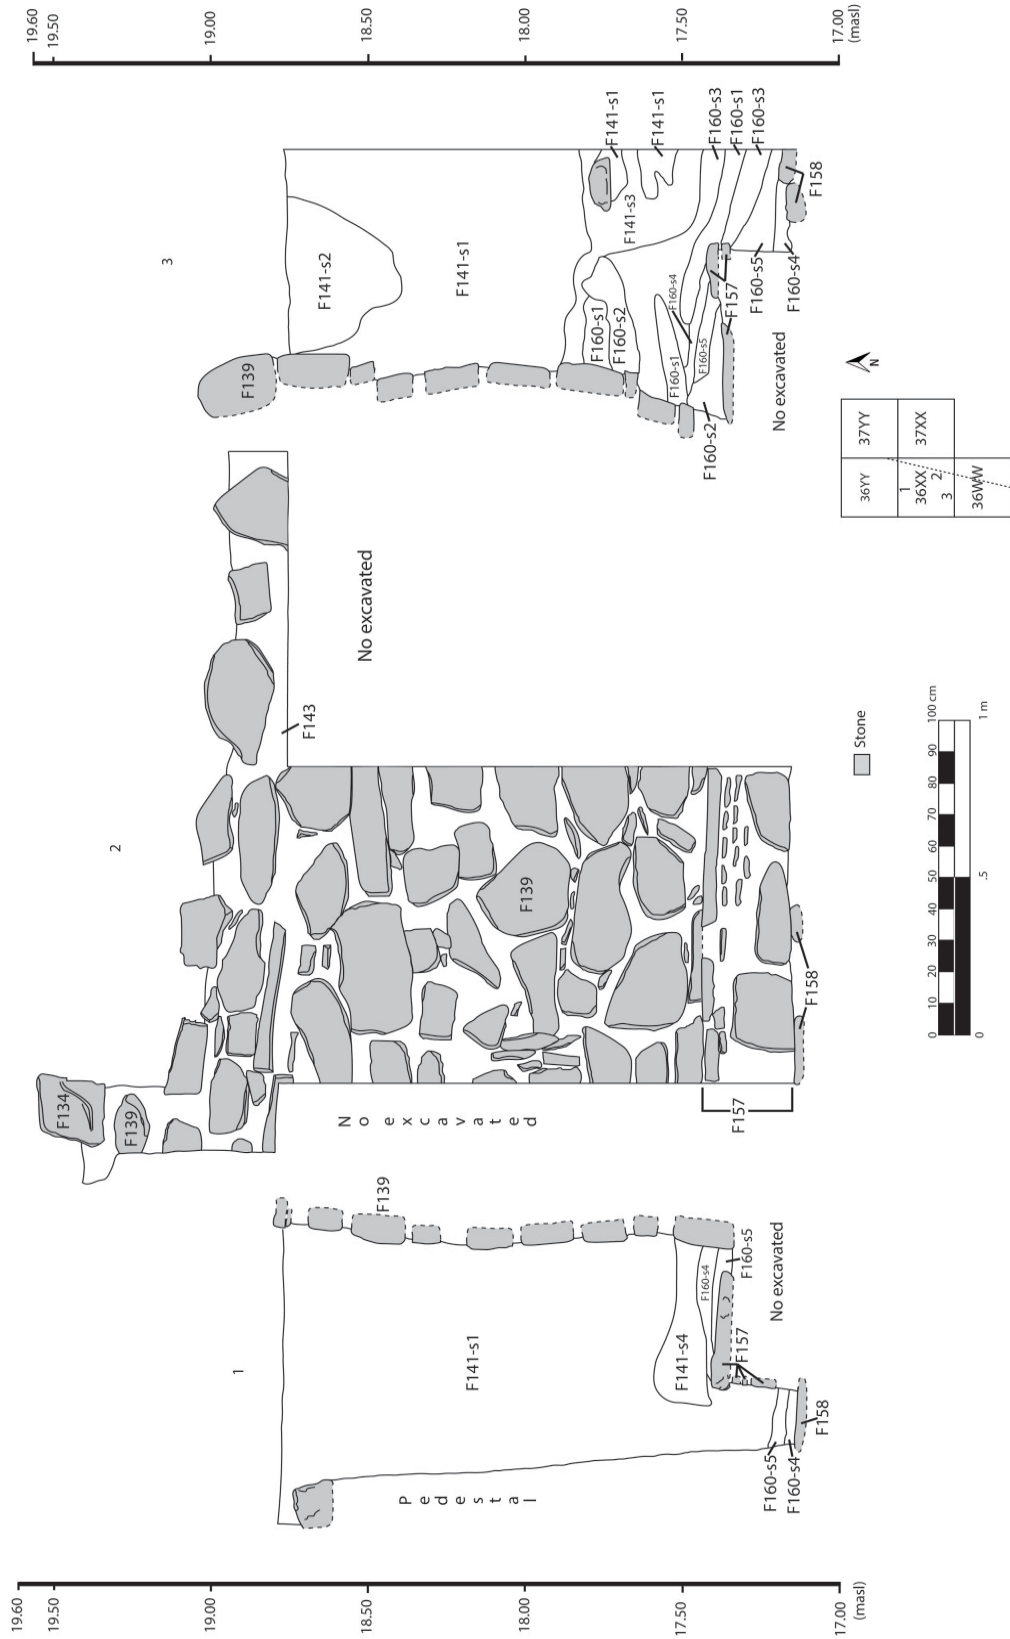 19.60
19.50
19.00
18.50
18.00
17.50
17.00
(masl)
3
F139
F141-s2
F141-s1
F141-s1
F141-s1
F141-s3
F160-s1
F160-s2
F160-s4
F160-s1
F160-s5
F160-s2
F157
F160-s3
F160-s1
F160-s3
F158
F160-s5
F160-s4
No excavated
N
36YY
37YY
1
36XX
2
3
37XX
36WW
2
No excavated
F143
F139
F134
F139
No excavated
F157
F158
Stone
0 10 20 30 40 50 60 70 80 90 100 cm
0 .5 1 m
1
F139
F141-s1
F141-s4
F160-s4
F160-s5
F157
F158
F160-s5
F160-s4
No excavated
Pedestal
19.60
19.50
19.00
18.50
18.00
17.50
17.00
(masl)